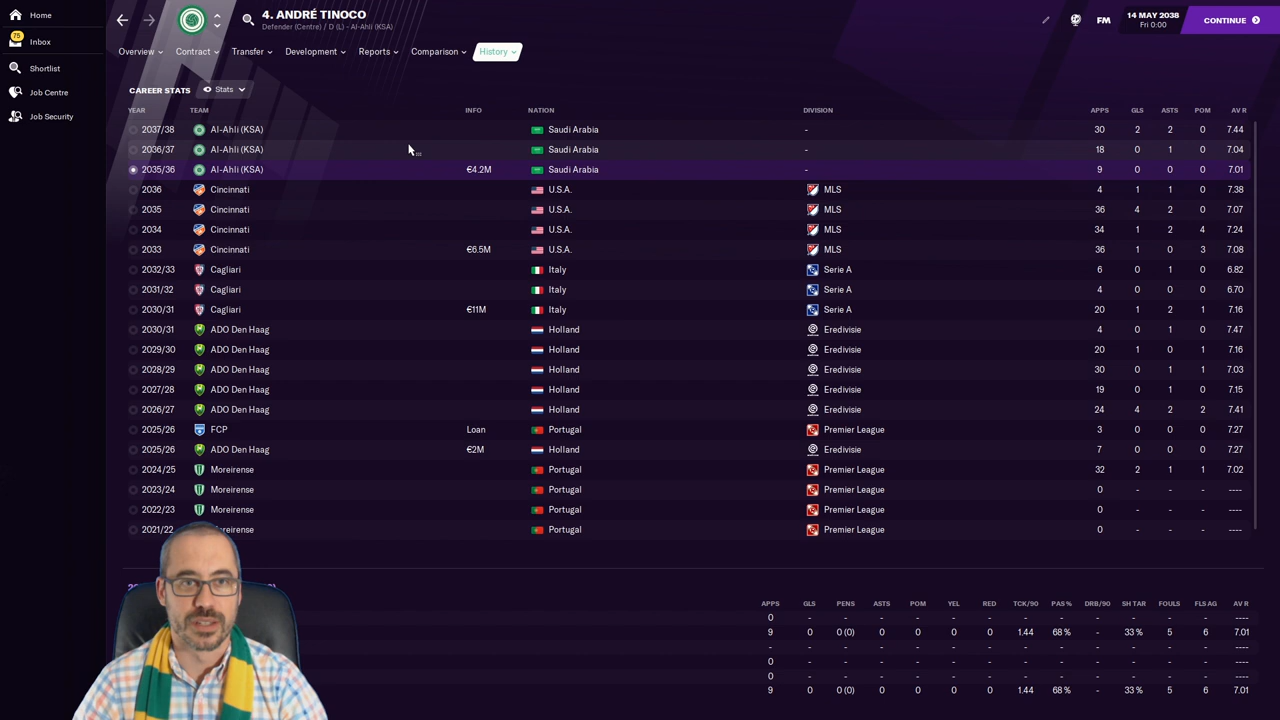 Home
75
Inbox
Shortlist
Job Centre
Job Security
4. ANDRÉ TINOCO
Defender (Centre) / D (L) - Al-Ahli (KSA)
FM
14 MAY 2038
Fri 0:00
CONTINUE
Overview Contract Transfer Development Reports Comparison History
CAREER STATS Stats
YEAR TEAM INFO NATION DIVISION APPS GLS ASTS POM AV R
2037/38 Al-Ahli (KSA) Saudi Arabia - 30 2 2 0 7.44
2036/37 Al-Ahli (KSA) Saudi Arabia - 18 0 1 0 7.04
2035/36 Al-Ahli (KSA) €4.2M Saudi Arabia - 9 0 0 0 7.01
2036 Cincinnati U.S.A. MLS 4 1 1 0 7.38
2035 Cincinnati U.S.A. MLS 36 4 2 0 7.07
2034 Cincinnati U.S.A. MLS 34 1 2 4 7.24
2033 Cincinnati €6.5M U.S.A. MLS 36 1 0 3 7.08
2032/33 Cagliari Italy Serie A 6 0 1 0 6.82
2031/32 Cagliari Italy Serie A 4 0 1 0 6.70
2030/31 Cagliari €11M Italy Serie A 20 1 2 1 7.16
2030/31 ADO Den Haag Holland Eredivisie 4 0 1 0 7.47
2029/30 ADO Den Haag Holland Eredivisie 20 1 0 1 7.16
2028/29 ADO Den Haag Holland Eredivisie 30 0 1 1 7.03
2027/28 ADO Den Haag Holland Eredivisie 19 0 1 0 7.15
2026/27 ADO Den Haag Holland Eredivisie 24 4 2 2 7.41
2025/26 FCP Loan Portugal Premier League 3 0 0 0 7.27
2025/26 ADO Den Haag €2M Holland Eredivisie 7 0 0 0 7.27
2024/25 Moreirense Portugal Premier League 32 2 1 1 7.02
2023/24 Moreirense Portugal Premier League 0 - - - ----
2022/23 Moreirense Portugal Premier League 0 - - - ----
2021/22 reirense Portugal Premier League 0 - - - ----
APPS GLS PENS ASTS POM YEL RED TCK/90 PAS % DRB/90 SH TAR FOULS FLS AG AV R
0 - - - - - - - - - - - - ----
9 0 0 (0) 0 0 0 0 1.44 68 % - 33 % 5 6 7.01
- - - - - - - - - - - - - ----
0 - - - - - - - - - - - - ----
0 - - - - - - - - - - - - ----
9 0 0 (0) 0 0 0 0 1.44 68 % - 33 % 5 6 7.01